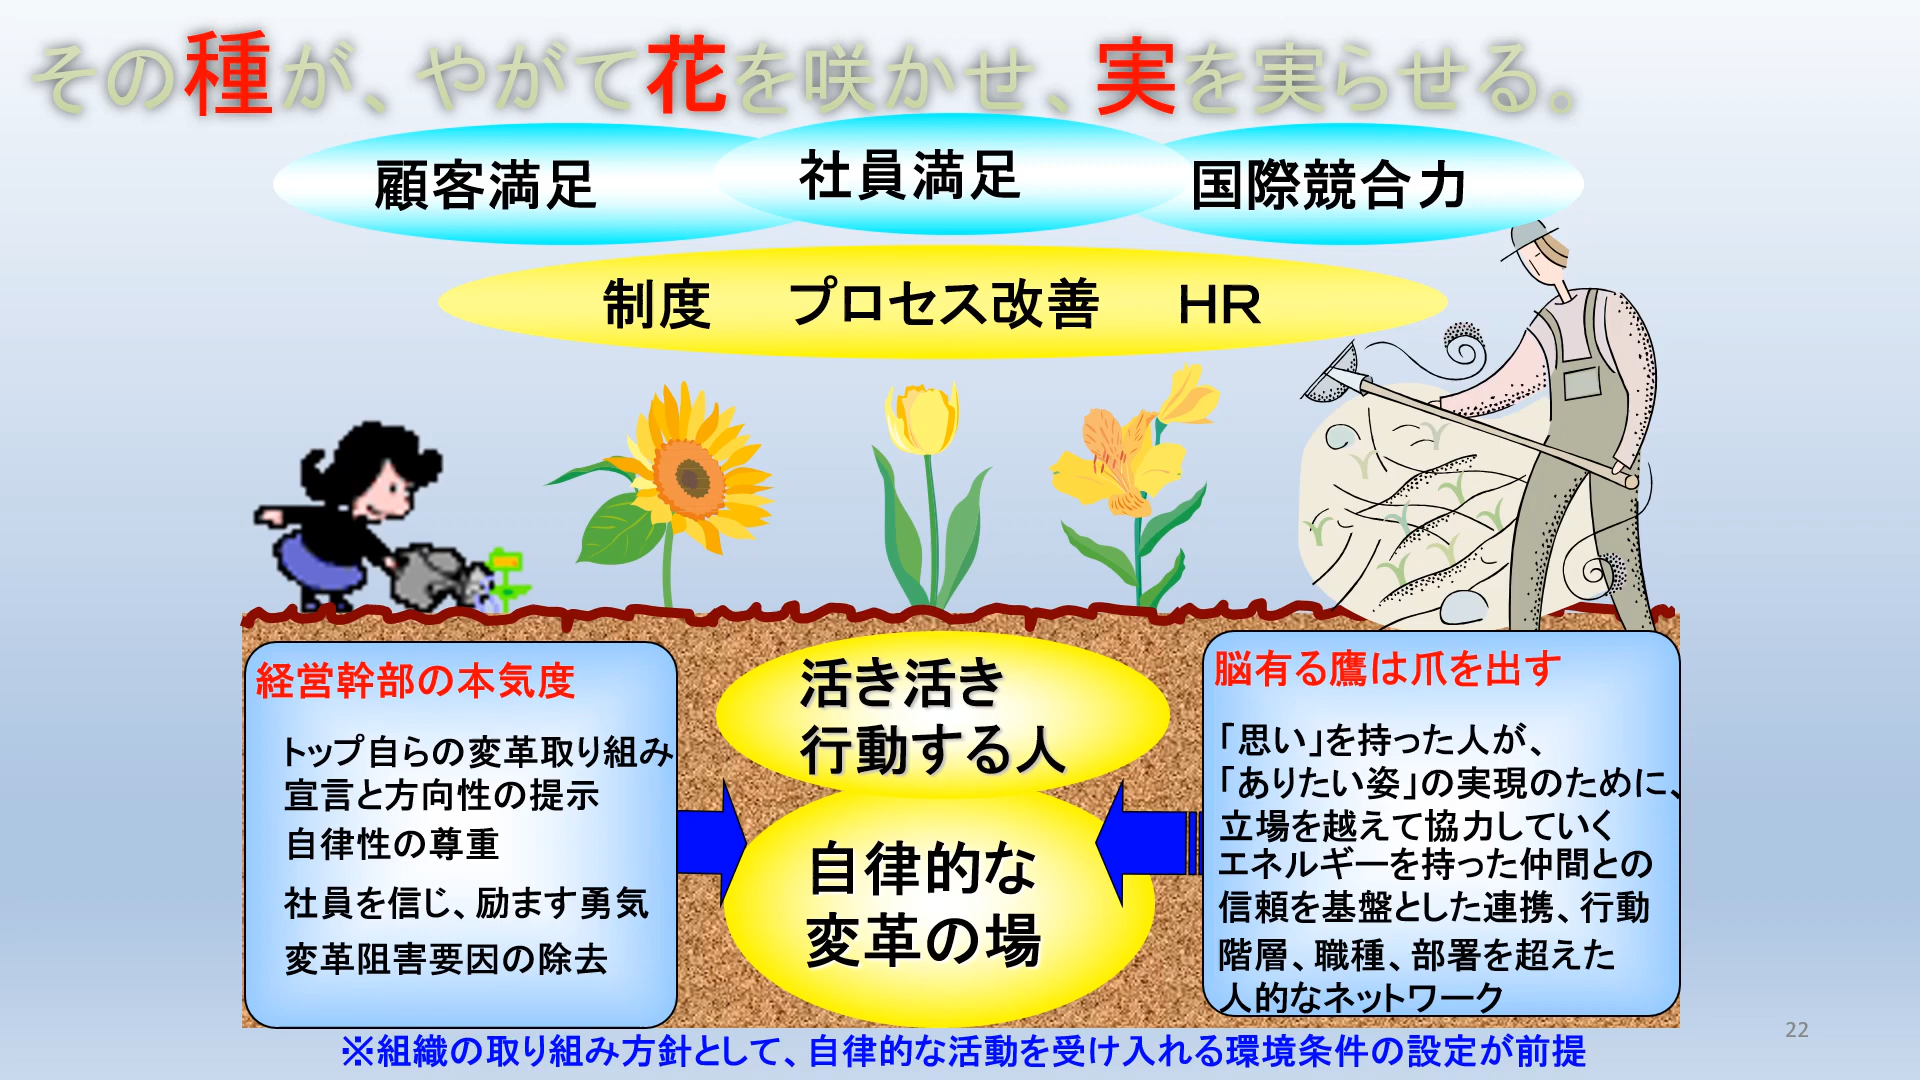 その種が、やがて花を咲かせ、実を実らせる。
顧客満足
社員満足
国際競合力
制度 プロセス改善 HR
経営幹部の本気度
トップ自らの変革取り組み
宣言と方向性の提示
自律性の尊重
社員を信じ、励ます勇気
変革阻害要因の除去
活き活き
行動する人
自律的な
変革の場
脳有る鷹は爪を出す
「思い」を持った人が、
「ありたい姿」の実現のために、
立場を越えて協力していく
エネルギーを持った仲間との
信頼を基盤とした連携、行動
階層、職種、部署を超えた
人的なネットワーク
※組織の取り組み方針として、自律的な活動を受け入れる環境条件の設定が前提
22